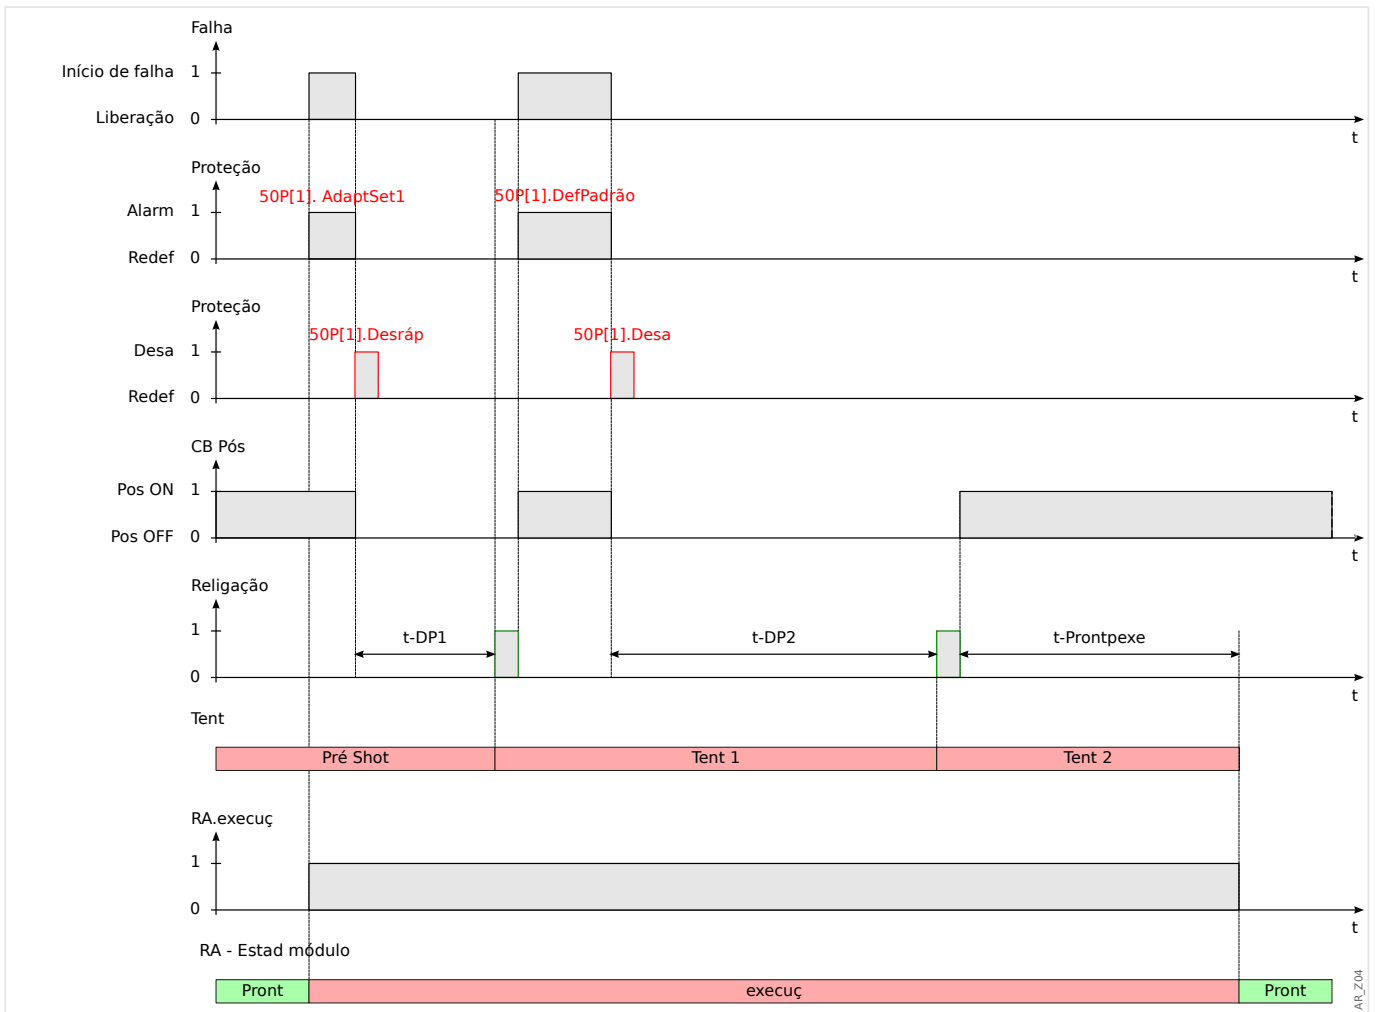 Falha
Início de falha 1
Liberação 0
t
Proteção
50P[1]. AdaptSet1 50P[1].DefPadrão
Alarm 1
Redef 0
t
Proteção
50P[1].Desráp 50P[1].Desa
Desa 1
Redef 0
t
CB Pós
Pos ON 1
Pos OFF 0
t
Religação
1 t-DP1 t-DP2 t-Prontpexe
0
t
Tent
Pré Shot Tent 1 Tent 2
RA.execuç
1
0
t
RA - Estad módulo
Pront execuç Pront
AR_Z04